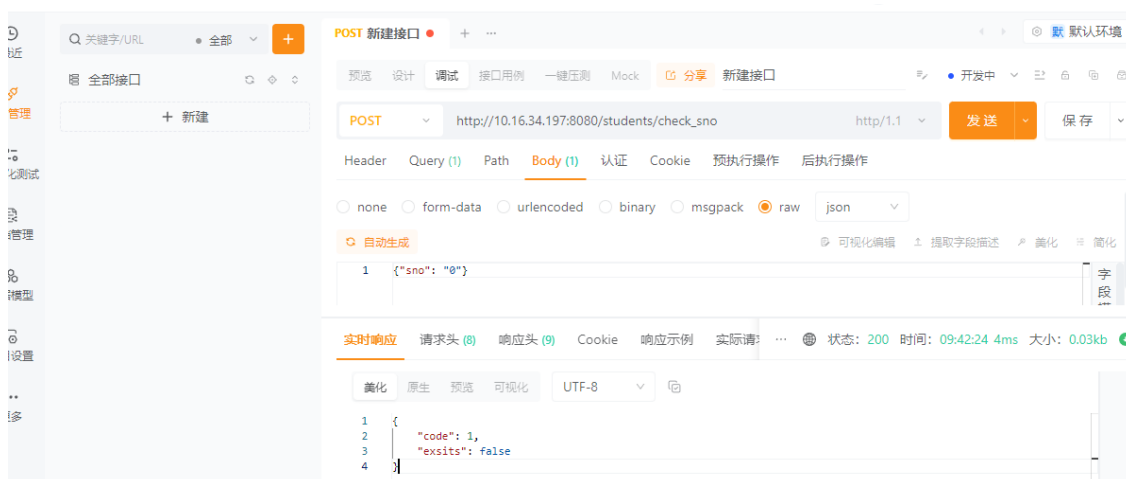 关键字/URL
全部
全部接口
新建
管理
化测试
管理
模型
设置
POST 新建接口
默 默认环境
预览 设计 调试 接口用例 一键压测 Mock 分享 新建接口 开发中
POST http://10.16.34.197:8080/students/check_sno http/1.1 发送 保存
Header Query (1) Path Body (1) 认证 Cookie 预执行操作 后执行操作
none form-data urlencoded binary msgpack raw json
自动生成 可视化编辑 提取字段描述 美化 简化
1 {"sno": "0"}
字
段
实时响应 请求头 (8) 响应头 (9) Cookie 响应示例 实际请 ··· 状态: 200 时间: 09:42:24 4ms 大小: 0.03kb
美化 原生 预览 可视化 UTF-8
1 {
2 "code": 1,
3 "exsits": false
4 }